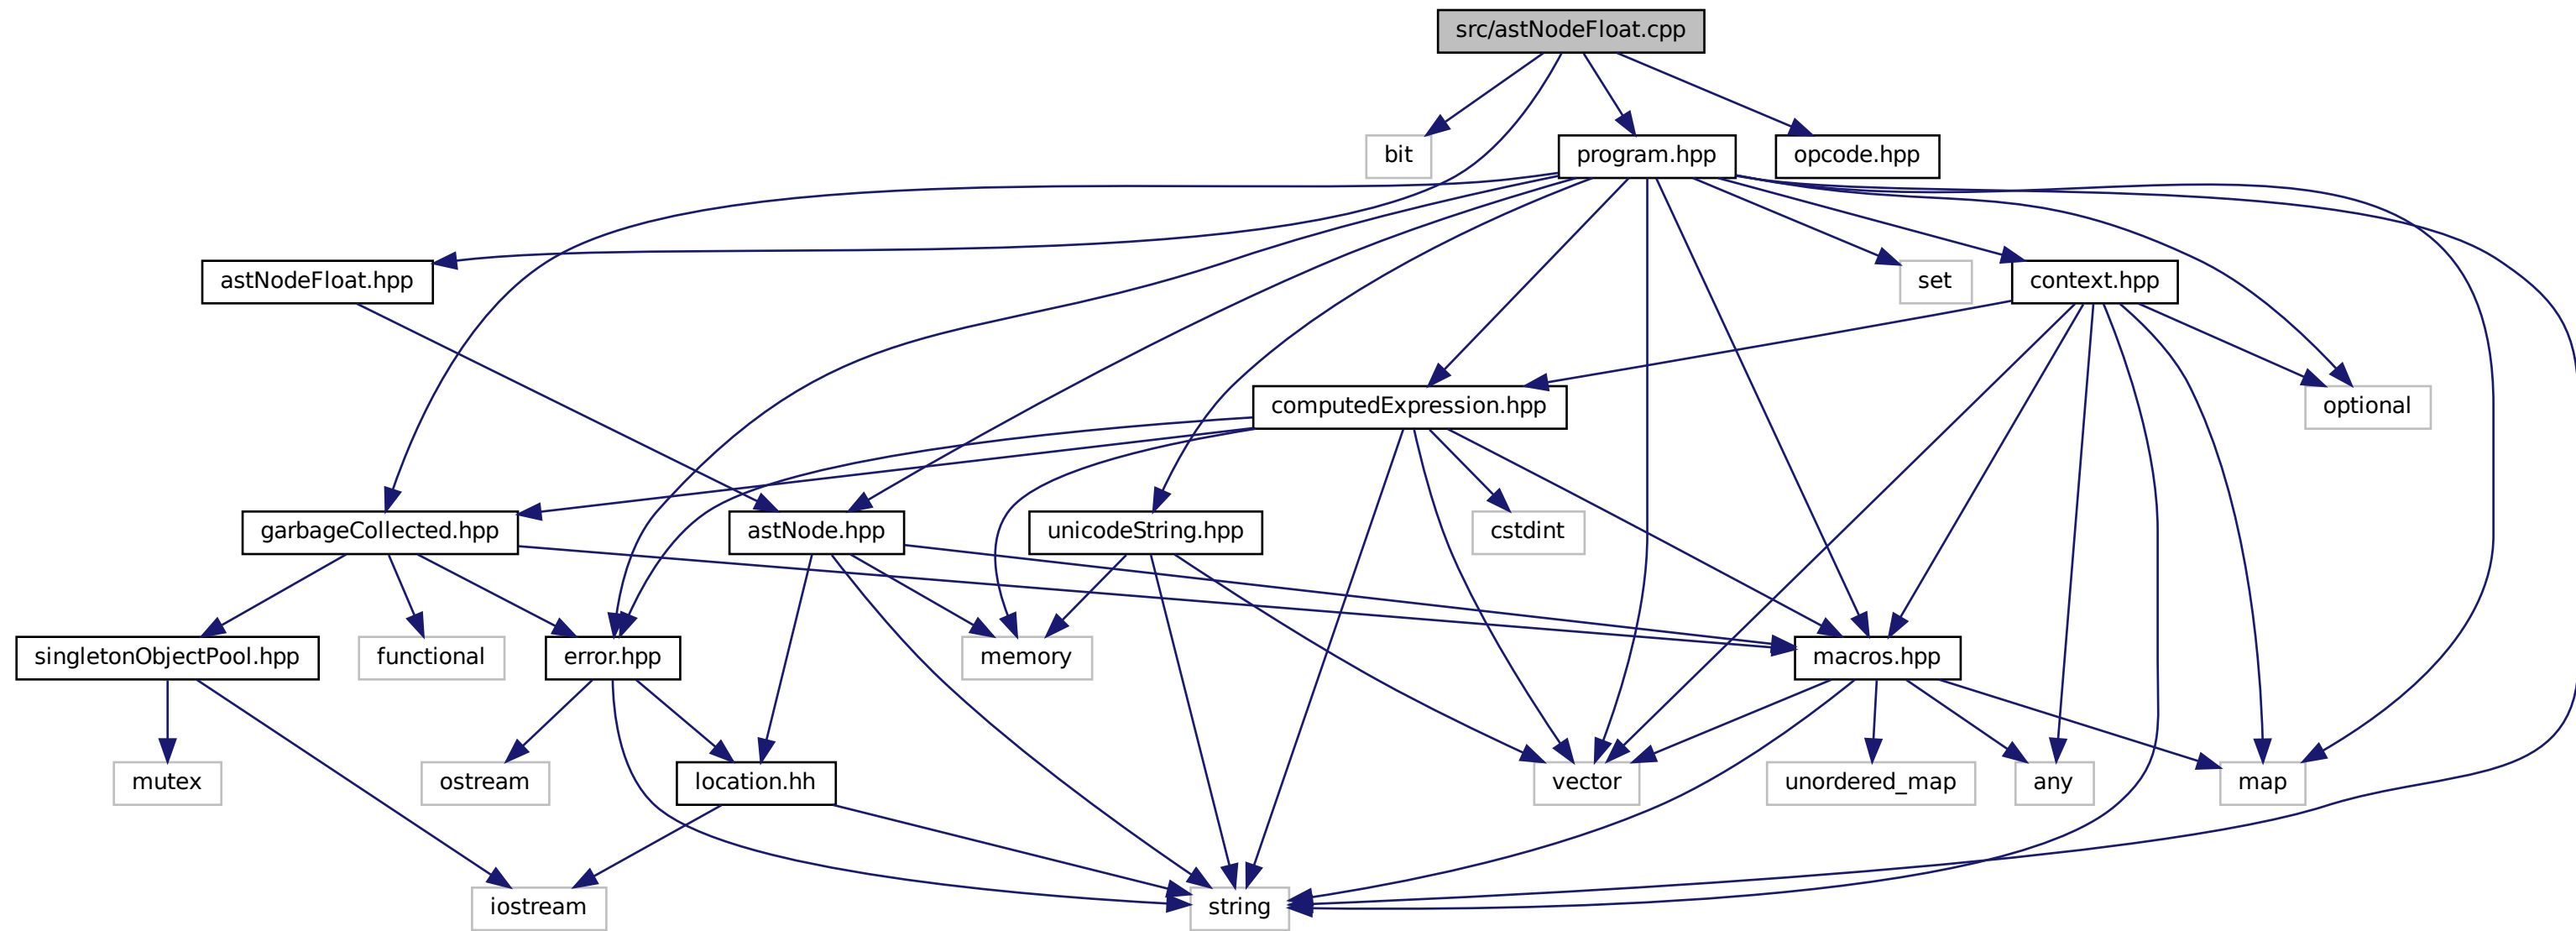 src/astNodeFloat.cpp
bit
program.hpp
opcode.hpp
astNodeFloat.hpp
set
context.hpp
computedExpression.hpp
optional
garbageCollected.hpp
astNode.hpp
unicodeString.hpp
cstdint
singletonObjectPool.hpp
functional
error.hpp
memory
macros.hpp
mutex
ostream
location.hh
vector
unordered_map
any
map
iostream
string